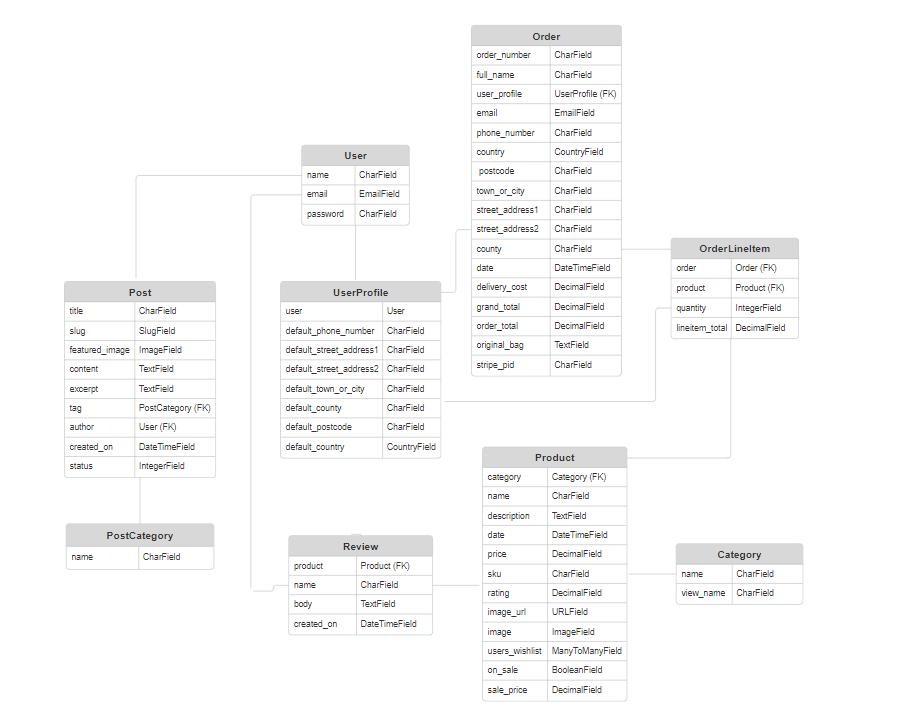 Order
order_number CharField
full_name CharField
user_profile UserProfile (FK)
email EmailField
phone_number CharField
country CountryField
postcode CharField
town_or_city CharField
street_address1 CharField
street_address2 CharField
county CharField
date DateTimeField
delivery_cost DecimalField
grand_total DecimalField
order_total DecimalField
original_bag TextField
stripe_pid CharField
User
name CharField
email EmailField
password CharField
OrderLineItem
order Order (FK)
product Product (FK)
quantity IntegerField
lineitem_total DecimalField
Post
title CharField
slug SlugField
featured_image ImageField
content TextField
excerpt TextField
tag PostCategory (FK)
author User (FK)
created_on DateTimeField
status IntegerField
UserProfile
user User
default_phone_number CharField
default_street_address1 CharField
default_street_address2 CharField
default_town_or_city CharField
default_county CharField
default_postcode CharField
default_country CountryField
Product
category Category (FK)
name CharField
description TextField
date DateTimeField
price DecimalField
sku CharField
rating DecimalField
image_url URLField
image ImageField
users_wishlist ManyToManyField
on_sale BooleanField
sale_price DecimalField
PostCategory
name CharField
Review
product Product (FK)
name CharField
body TextField
created_on DateTimeField
Category
name CharField
view_name CharField